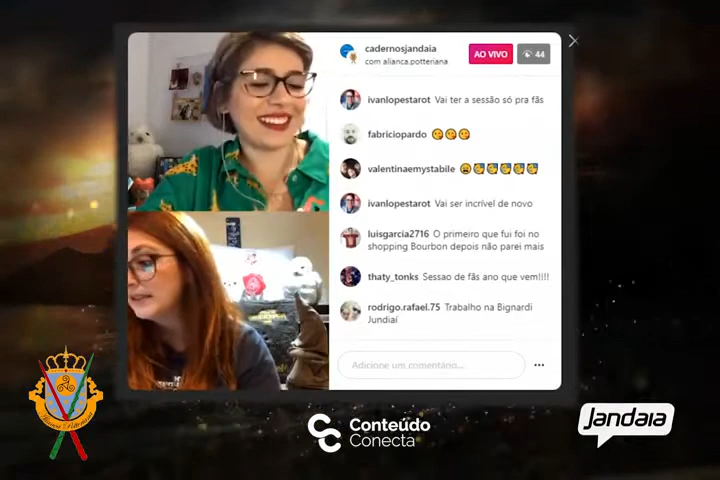 cadernosjandaia
com alianca.potteriana
AO VIVO
44
ivanlopestarot Vai ter a sessão só pra fãs
fabriciopardo 😘😘😘
valentinaemystabile
ivanlopestarot Vai ser incrível de novo
luisgarcia2716 O primeiro que fui foi no
shopping Bourbon depois não parei mais
thaty_tonks Sessao de fãs ano que vem!!!!
rodrigo.rafael.75 Trabalho na Bignardi
Jundiaí
Adicione um comentário...
Conteúdo
Conecta
Jandaia